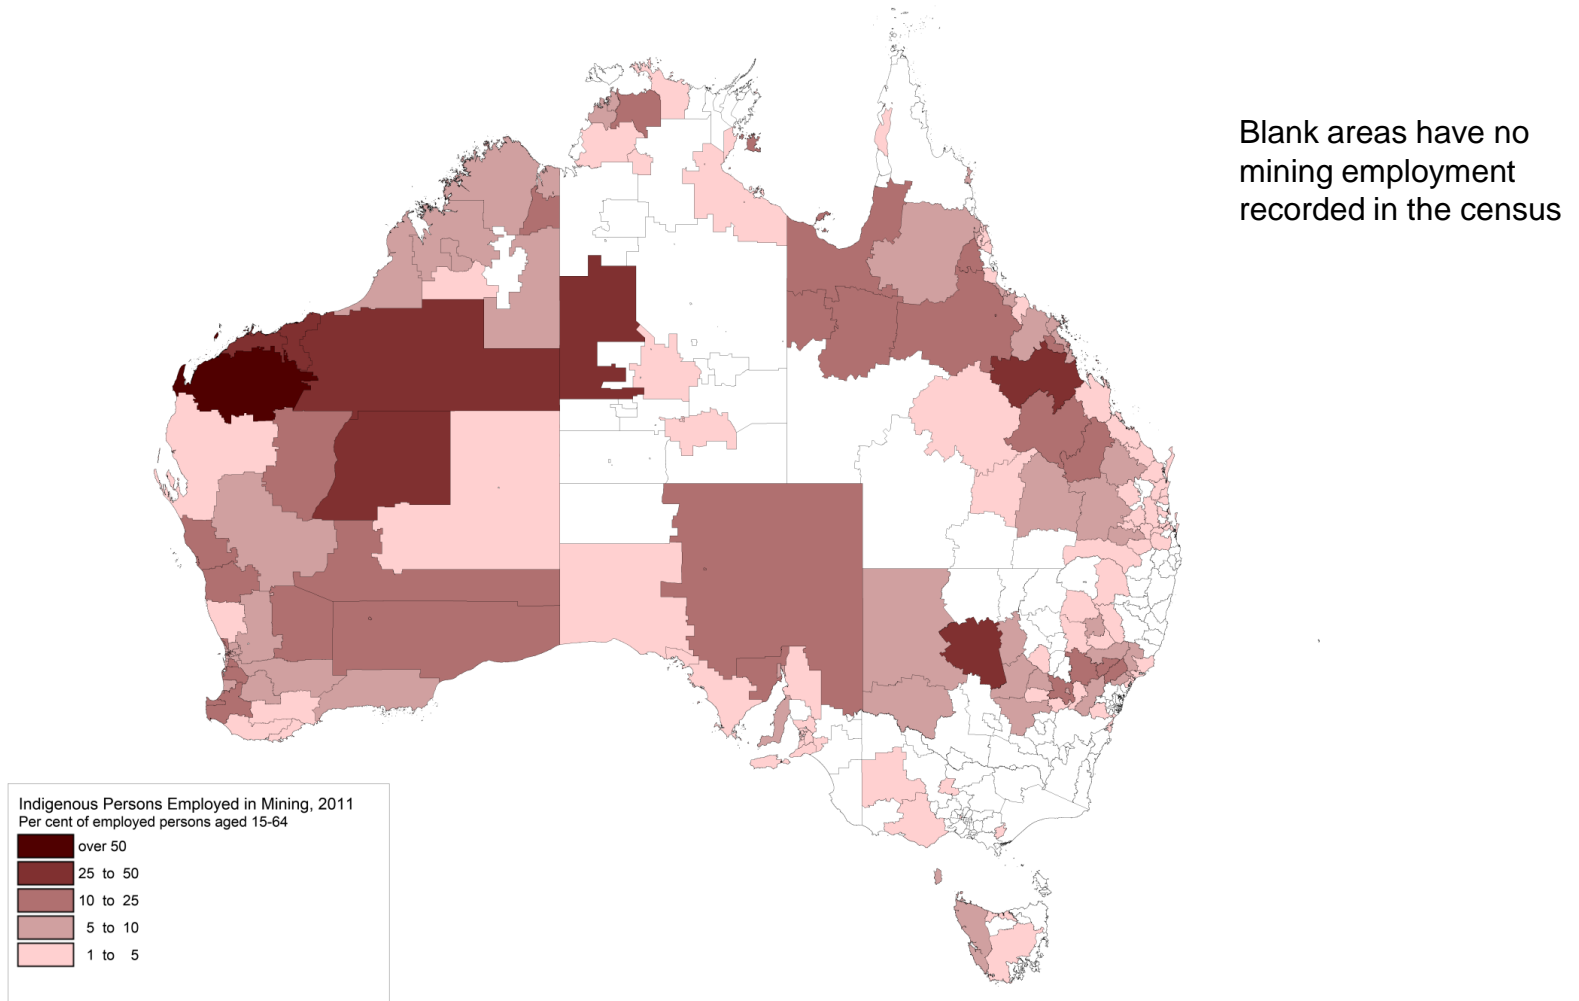 Blank areas have no
mining employment
recorded in the census
Indigenous Persons Employed in Mining, 2011
Per cent of employed persons aged 15-64
over 50
25 to 50
10 to 25
5 to 10
1 to 5